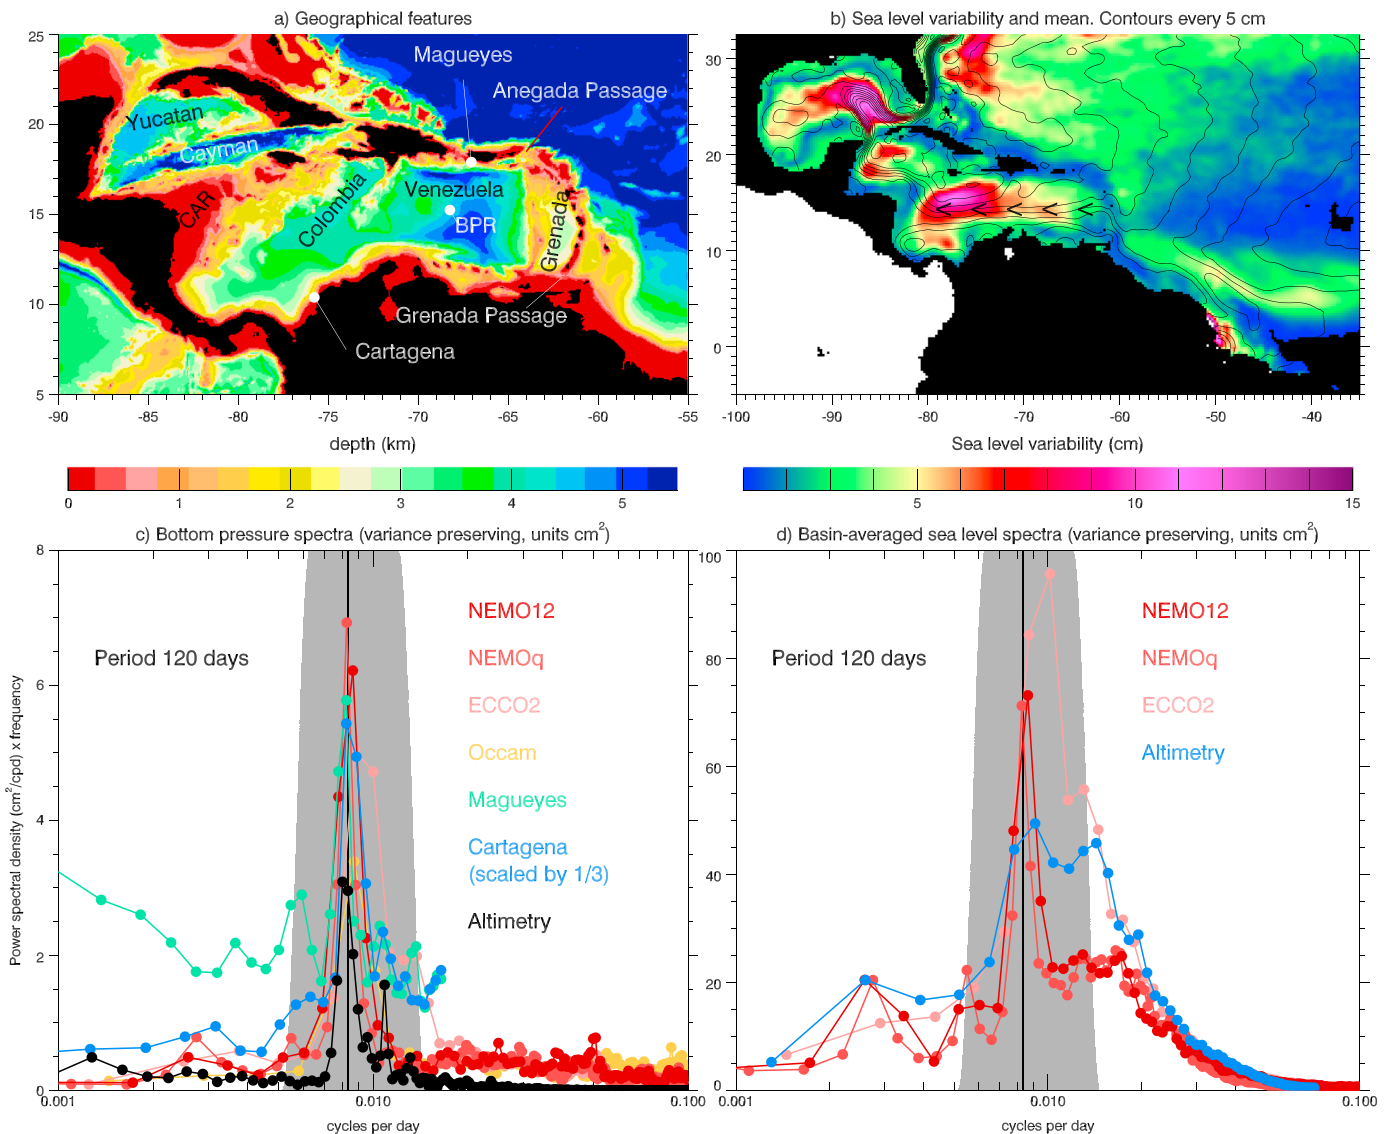 a) Geographical features
25
20
15
10
5
-90
-85
-80
-75
-70
-65
-60
-55
Magueyes
Anegada Passage
Yucatan
Cayman
CAR
Colombia
Venezuela
BPR
Grenada
Grenada Passage
Cartagena
depth (km)
0
1
2
3
4
5
b) Sea level variability and mean. Contours every 5 cm
30
20
10
0
-100
-90
-80
-70
-60
-50
-40
Sea level variability (cm)
5
10
15
c) Bottom pressure spectra (variance preserving, units cm²)
Power spectral density (cm²/cpd) x frequency
8
6
4
2
0
Period 120 days
NEMO12
NEMOq
ECCO2
Occam
Magueyes
Cartagena
(scaled by 1/3)
Altimetry
0.001
0.010
0.100
cycles per day
d) Basin-averaged sea level spectra (variance preserving, units cm²)
100
80
60
40
20
0
Period 120 days
NEMO12
NEMOq
ECCO2
Altimetry
0.001
0.010
0.100
cycles per day